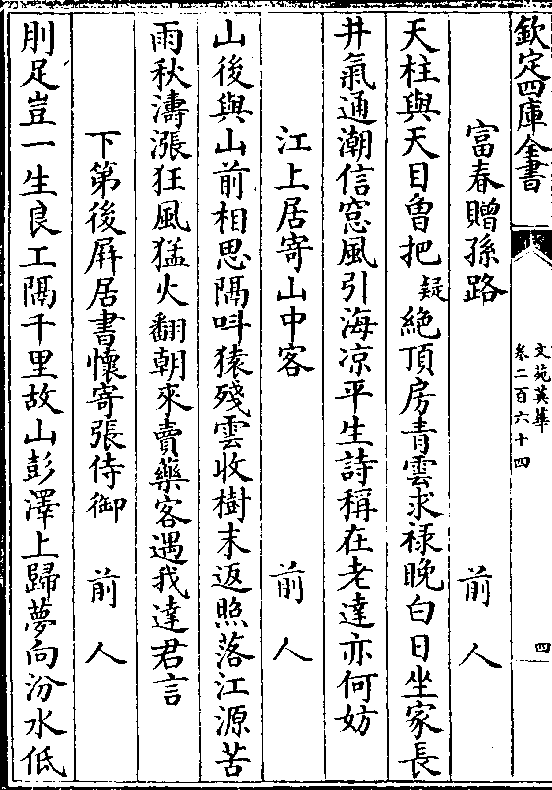 欽定四庫全書
文苑英華
卷二百六十四
四
富春贈孫路 前人
天柱與天目曽把疑絶頂房青雲求禄晚白日坐家長
井氣通潮信窓風引海凉平生詩稱在老達亦何妨
江上居寄山中客 前人
山後與山前相思隔叫猿殘雲收樹末返照落江源苦
雨秋濤漲狂風猛火翻朝來賣藥客遇我達君言
下第後屏居書懷寄張侍御 前人
刖足豈一生良工隔千里故山彭澤上歸夢向汾水低